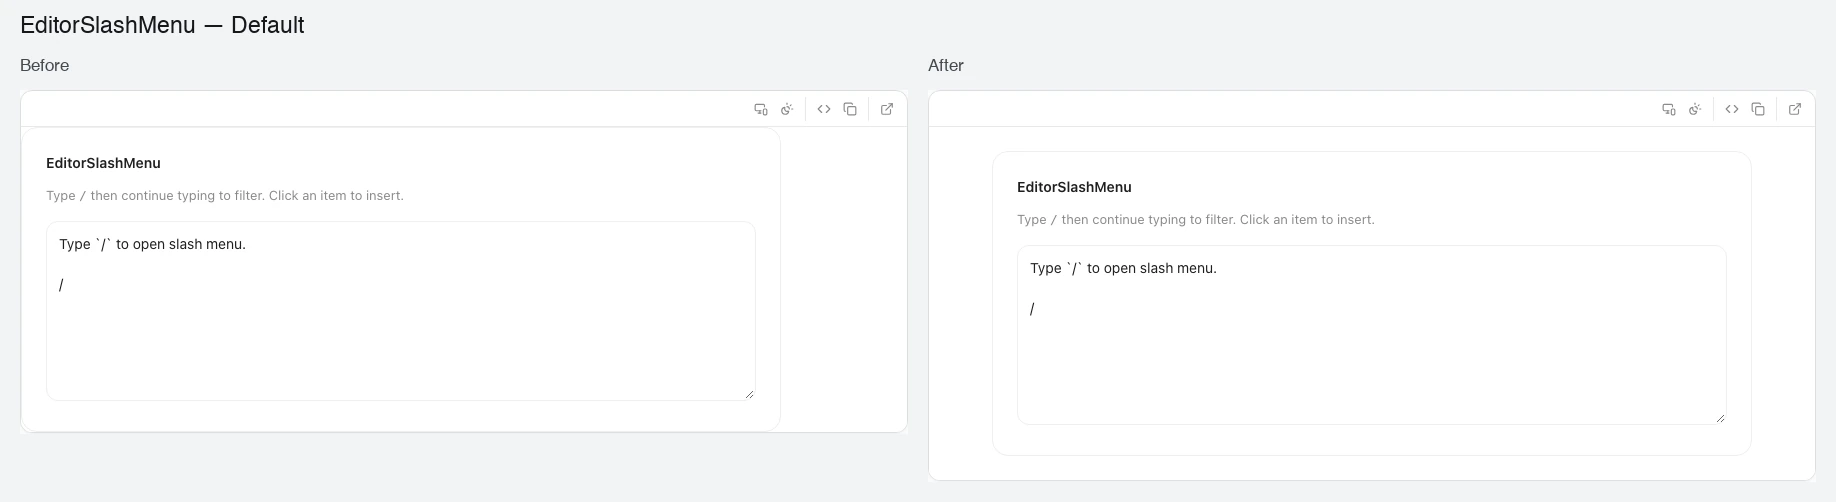 EditorSlashMenu — Default
Before
EditorSlashMenu
Type / then continue typing to filter. Click an item to insert.
Type `/` to open slash menu.
/
After
EditorSlashMenu
Type / then continue typing to filter. Click an item to insert.
Type `/` to open slash menu.
/